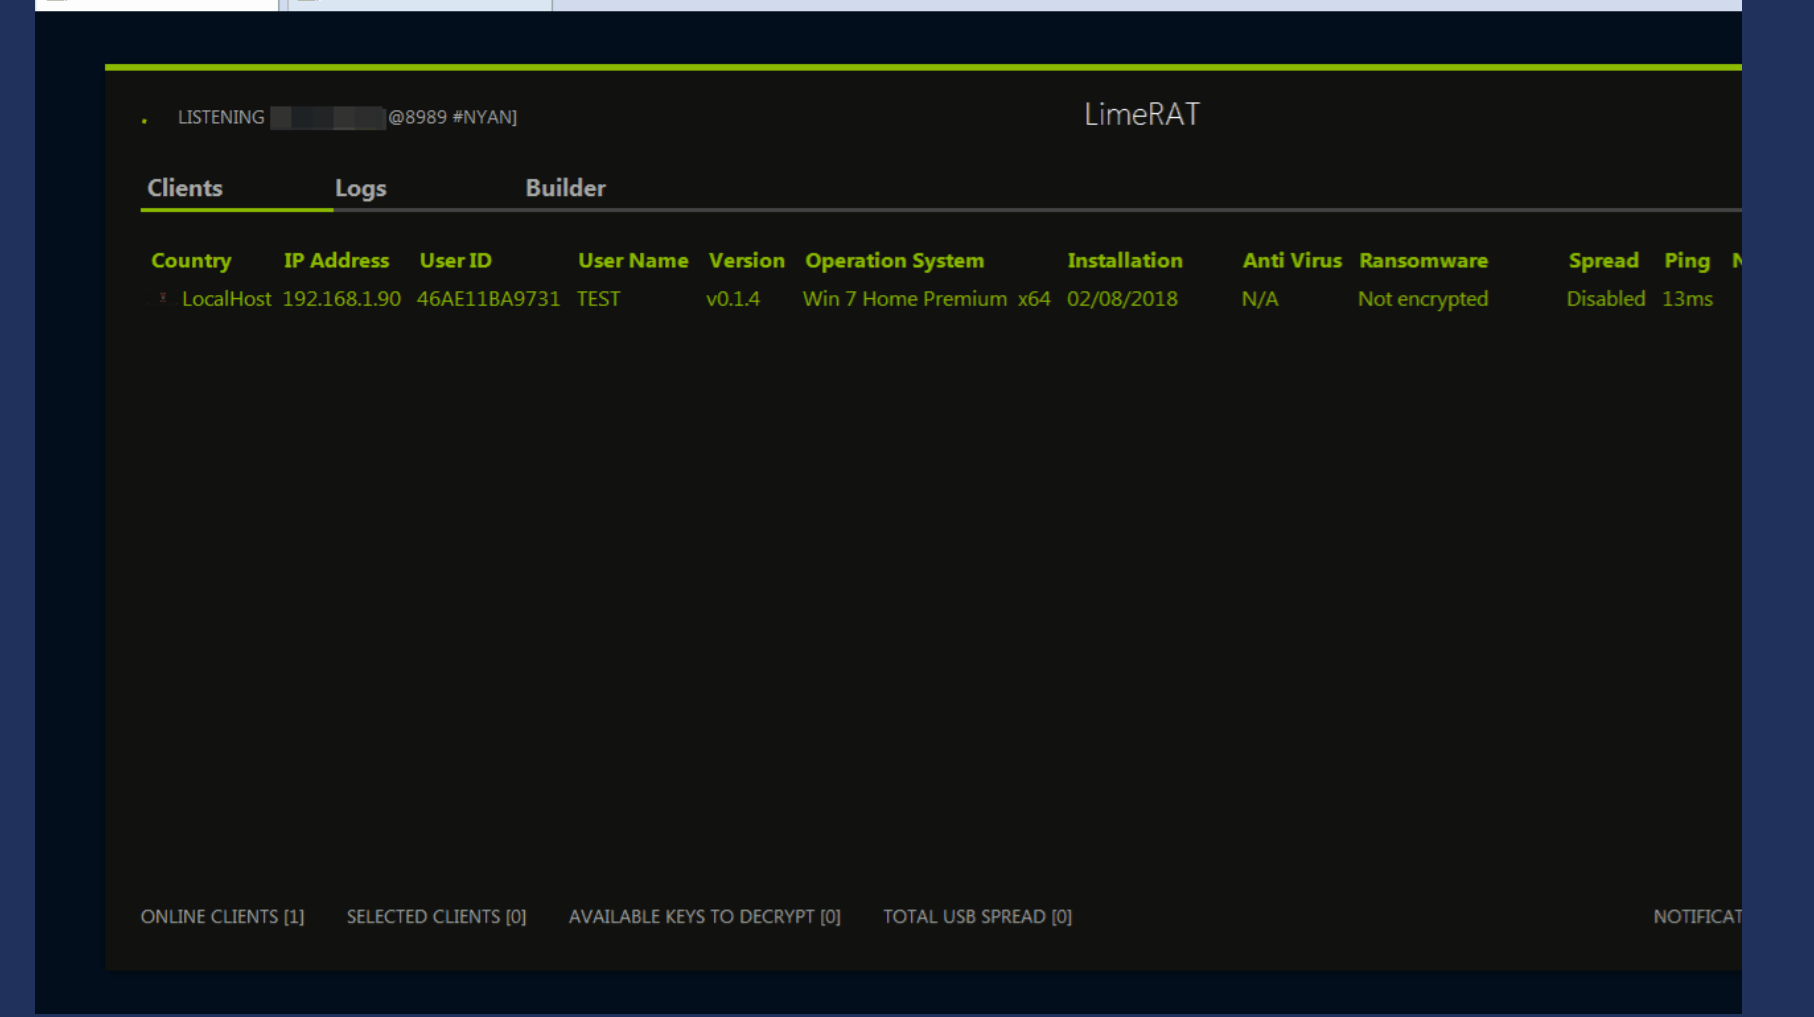 LISTENING @8989 #NYAN]
LimeRAT
Clients Logs Builder
Country IP Address User ID User Name Version Operation System Installation Anti Virus Ransomware Spread Ping
LocalHost 192.168.1.90 46AE11BA9731 TEST v0.1.4 Win 7 Home Premium x64 02/08/2018 N/A Not encrypted Disabled 13ms
ONLINE CLIENTS [1] SELECTED CLIENTS [0] AVAILABLE KEYS TO DECRYPT [0] TOTAL USB SPREAD [0] NOTIFICAT